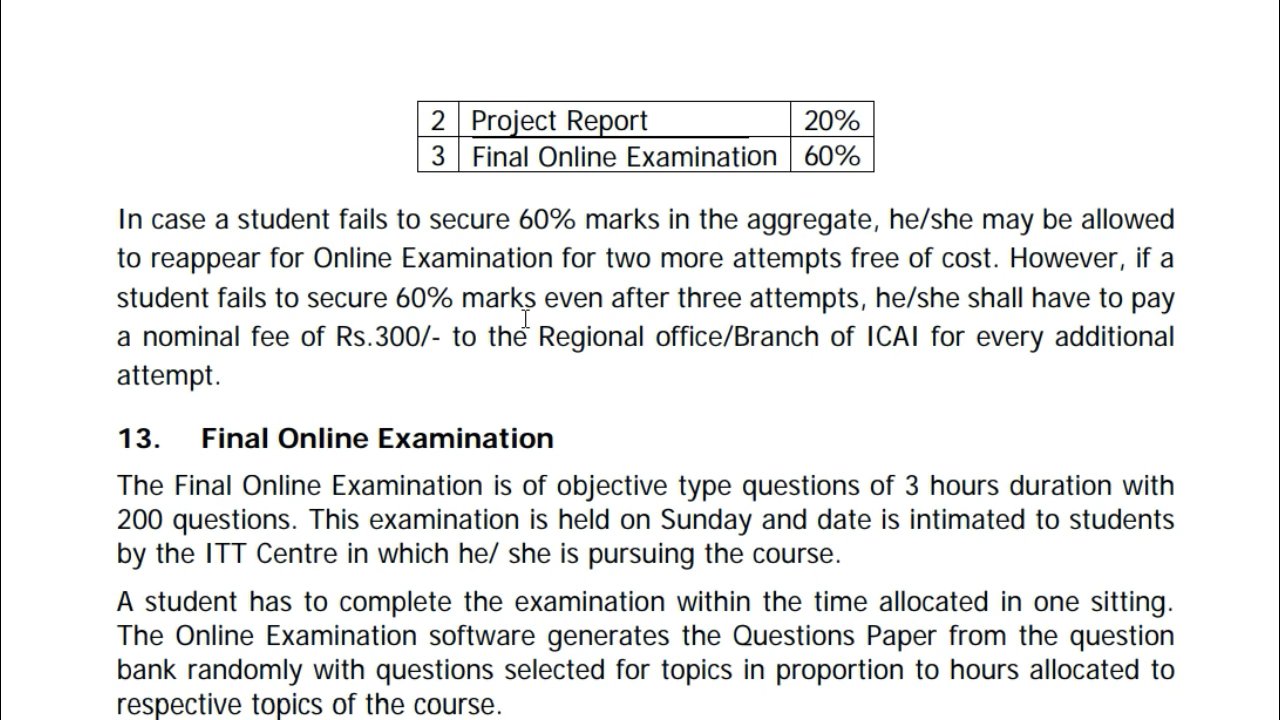 2 Project Report 20%
3 Final Online Examination 60%
In case a student fails to secure 60% marks in the aggregate, he/she may be allowed
to reappear for Online Examination for two more attempts free of cost. However, if a
student fails to secure 60% marks even after three attempts, he/she shall have to pay
a nominal fee of Rs.300/- to the Regional office/Branch of ICAI for every additional
attempt.
13. Final Online Examination
The Final Online Examination is of objective type questions of 3 hours duration with
200 questions. This examination is held on Sunday and date is intimated to students
by the ITT Centre in which he/ she is pursuing the course.
A student has to complete the examination within the time allocated in one sitting.
The Online Examination software generates the Questions Paper from the question
bank randomly with questions selected for topics in proportion to hours allocated to
respective topics of the course.